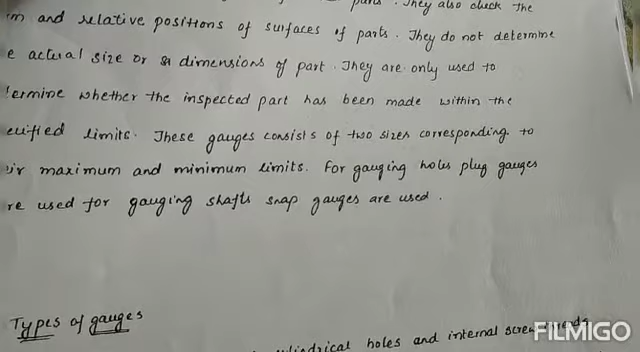 parts. They also check the
and relative positions of surfaces of parts. They do not determine
actual size or dimensions of part. They are only used to
whether the inspected part has been made within the
limits. These gauges consists of two sizes corresponding to
maximum and minimum limits. For gauging holes plug gauges
re used for gauging shafts snap gauges are used.
Types of gauges
holes and internal screw
FILMIGO